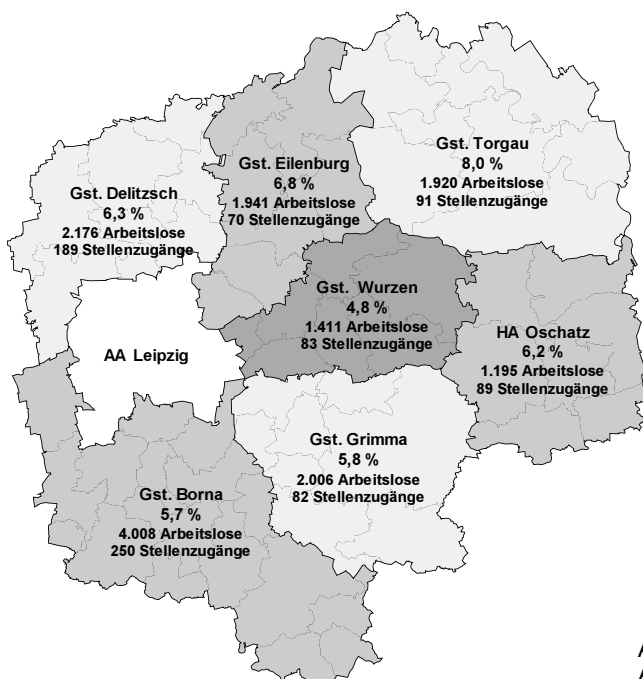 Gst. Torgau
8,0 %
1.920 Arbeitslose
91 Stellenzugänge
Gst. Eilenburg
6,8 %
1.941 Arbeitslose
70 Stellenzugänge
Gst. Delitzsch
6,3 %
2.176 Arbeitslose
189 Stellenzugänge
Gst. Wurzen
4,8 %
1.411 Arbeitslose
83 Stellenzugänge
HA Oschatz
6,2 %
1.195 Arbeitslose
89 Stellenzugänge
AA Leipzig
Gst. Grimma
5,8 %
2.006 Arbeitslose
82 Stellenzugänge
Gst. Borna
5,7 %
4.008 Arbeitslose
250 Stellenzugänge